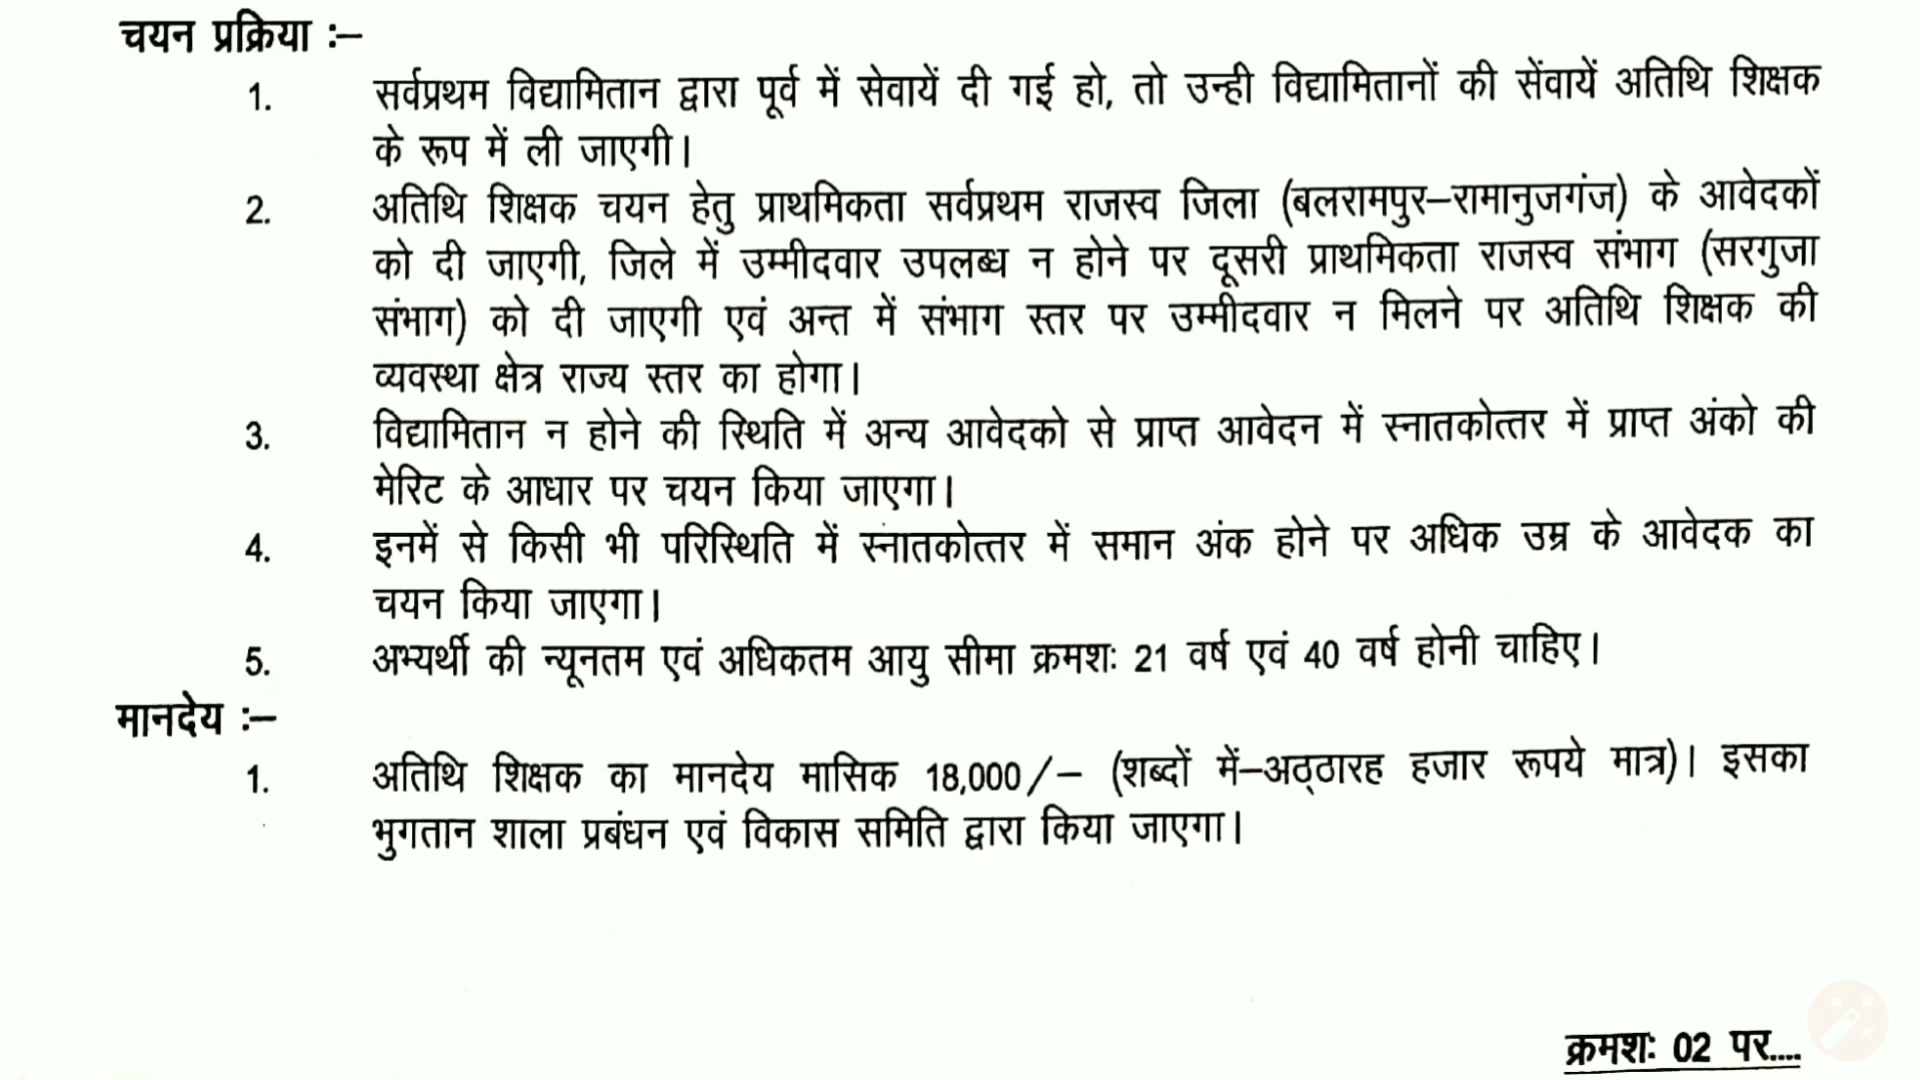 चयन प्रक्रिया :–
1. सर्वप्रथम विद्यामितान द्वारा पूर्व में सेवायें दी गई हो, तो उन्ही विद्यामितानों की सेंवायें अतिथि शिक्षक
के रूप में ली जाएगी।
2. अतिथि शिक्षक चयन हेतु प्राथमिकता सर्वप्रथम राजस्व जिला (बलरामपुर–रामानुजगंज) के आवेदकों
को दी जाएगी, जिले में उम्मीदवार उपलब्ध न होने पर दूसरी प्राथमिकता राजस्व संभाग (सरगुजा
संभाग) को दी जाएगी एवं अन्त में संभाग स्तर पर उम्मीदवार न मिलने पर अतिथि शिक्षक की
व्यवस्था क्षेत्र राज्य स्तर का होगा।
3. विद्यामितान न होने की स्थिति में अन्य आवेदको से प्राप्त आवेदन में स्नातकोत्तर में प्राप्त अंको की
मेरिट के आधार पर चयन किया जाएगा।
4. इनमें से किसी भी परिस्थिति में स्नातकोत्तर में समान अंक होने पर अधिक उम्र के आवेदक का
चयन किया जाएगा।
5. अभ्यर्थी की न्यूनतम एवं अधिकतम आयु सीमा क्रमशः 21 वर्ष एवं 40 वर्ष होनी चाहिए।
मानदेय :–
1. अतिथि शिक्षक का मानदेय मासिक 18,000/– (शब्दों में–अठ्ठारह हजार रूपये मात्र)। इसका
भुगतान शाला प्रबंधन एवं विकास समिति द्वारा किया जाएगा।
क्रमशः 02 पर....